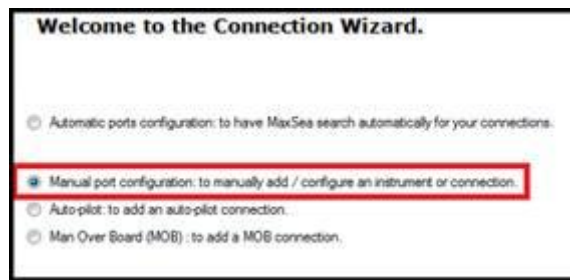 Welcome to the Connection Wizard.
Automatic ports configuration: to have MaxSea search automatically for your connections.
Manual port configuration: to manually add / configure an instrument or connection.
Auto-pilot: to add an auto-pilot connection.
Man Over Board (MOB) : to add a MOB connection.